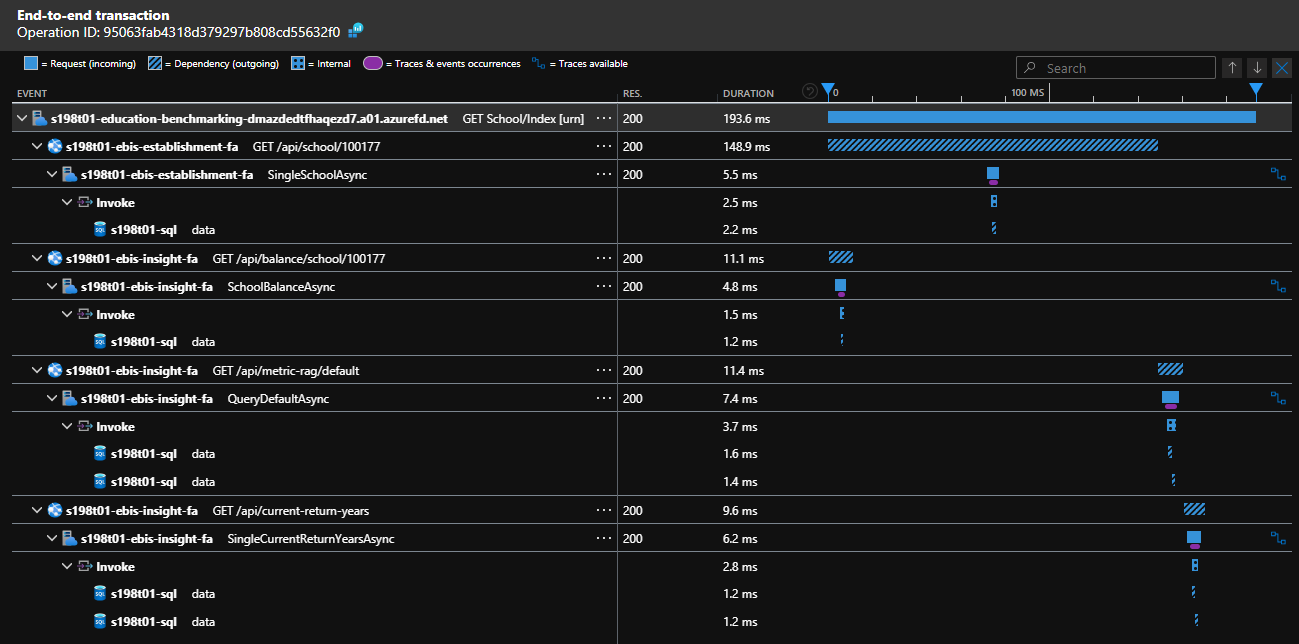 End-to-end transaction
Operation ID: 95063fab4318d379297b808cd55632f0
= Request (incoming) = Dependency (outgoing) = Internal = Traces & events occurrences = Traces available Search
EVENT RES. DURATION 0 100 MS
s198t01-education-benchmarking-dmazdedtfhaqezd7.a01.azurefd.net GET School/Index [urn] ... 200 193.6 ms
s198t01-ebis-establishment-fa GET /api/school/100177 ... 200 148.9 ms
s198t01-ebis-establishment-fa SingleSchoolAsync ... 200 5.5 ms
Invoke 2.5 ms
SQL s198t01-sql data 2.2 ms
s198t01-ebis-insight-fa GET /api/balance/school/100177 ... 200 11.1 ms
s198t01-ebis-insight-fa SchoolBalanceAsync ... 200 4.8 ms
Invoke 1.5 ms
SQL s198t01-sql data 1.2 ms
s198t01-ebis-insight-fa GET /api/metric-rag/default ... 200 11.4 ms
s198t01-ebis-insight-fa QueryDefaultAsync ... 200 7.4 ms
Invoke 3.7 ms
SQL s198t01-sql data 1.6 ms
SQL s198t01-sql data 1.4 ms
s198t01-ebis-insight-fa GET /api/current-return-years ... 200 9.6 ms
s198t01-ebis-insight-fa SingleCurrentReturnYearsAsync ... 200 6.2 ms
Invoke 2.8 ms
SQL s198t01-sql data 1.2 ms
SQL s198t01-sql data 1.2 ms